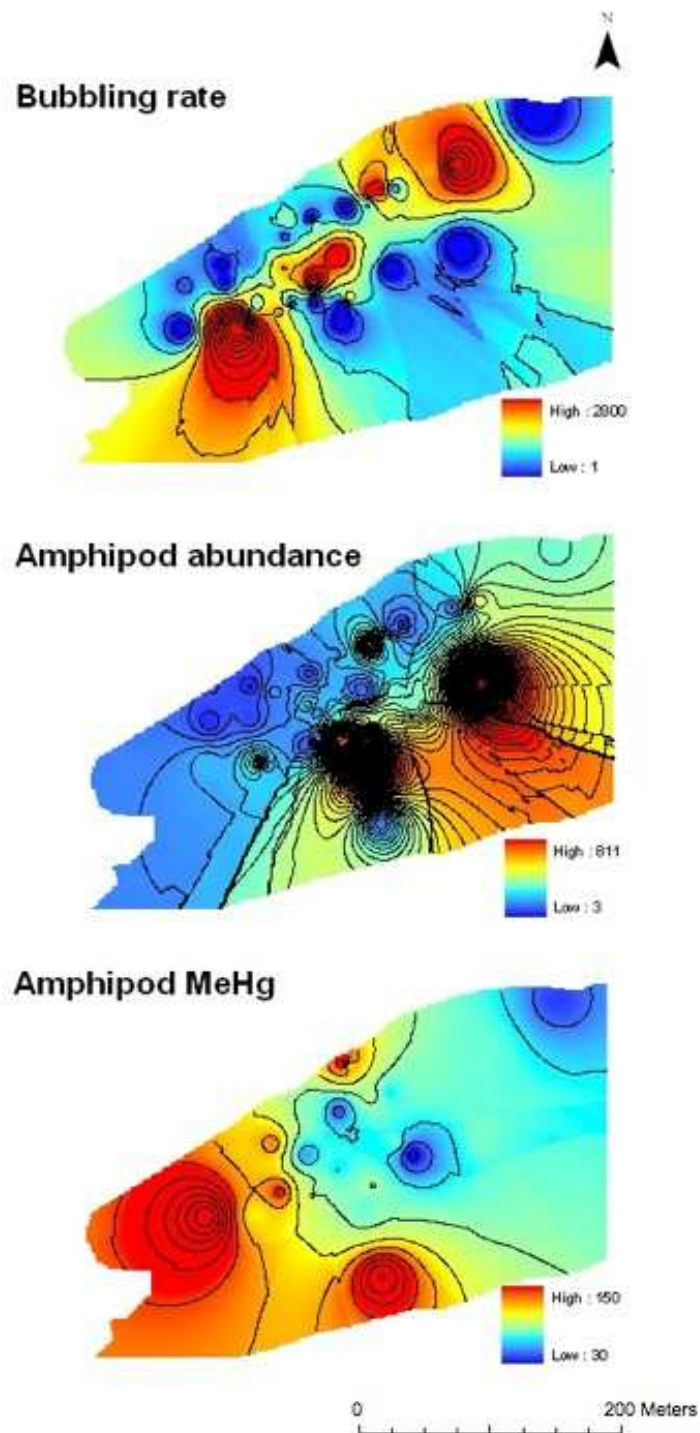 N
Bubbling rate
High : 2800
Low : 1
Amphipod abundance
High : 811
Low : 3
Amphipod MeHg
High : 150
Low : 30
0 200 Meters